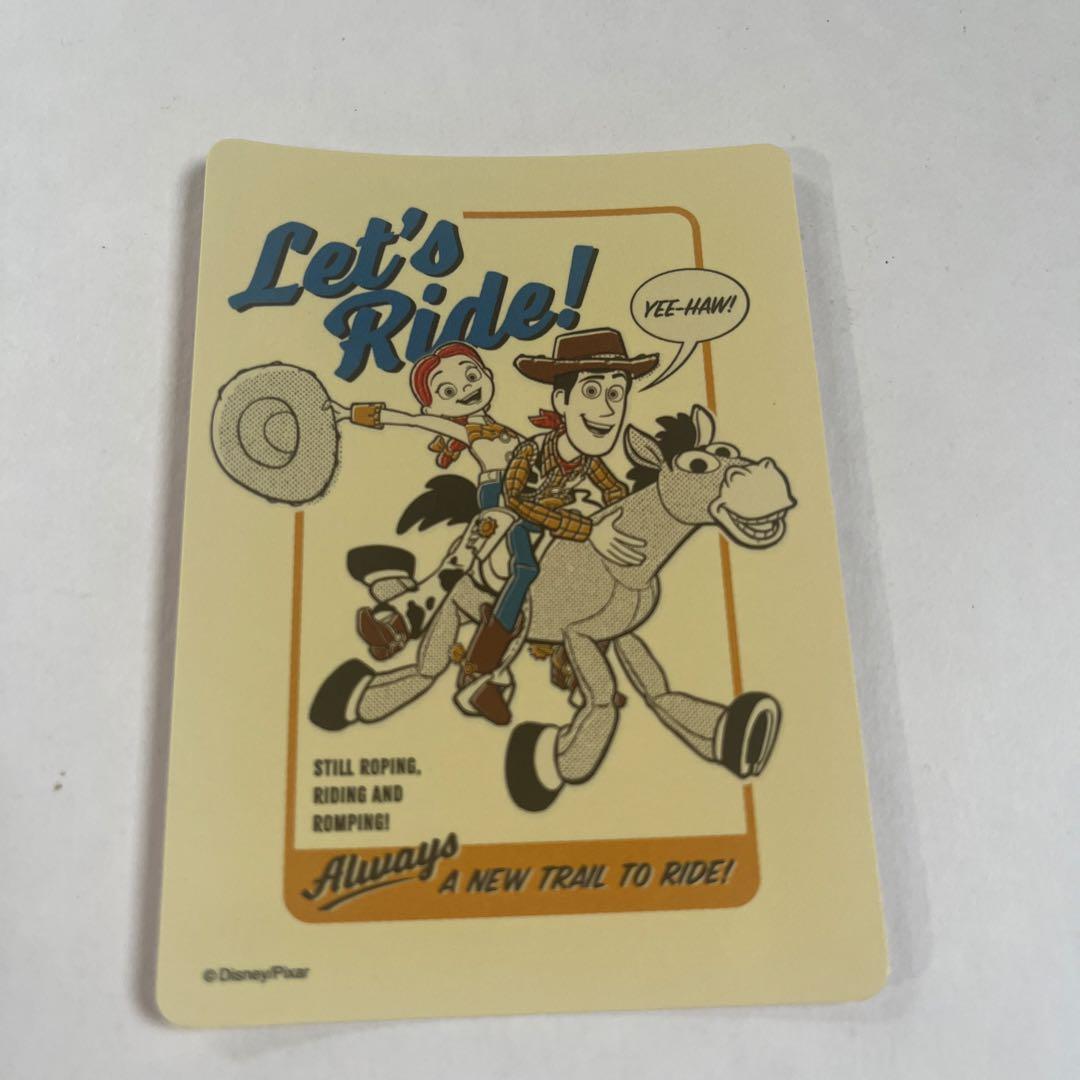 Let's
Ride!
YEE-HAW!
STILL ROPING,
RIDING AND
ROMPING!
Always
A NEW TRAIL TO RIDE!
© Disney/Pixar